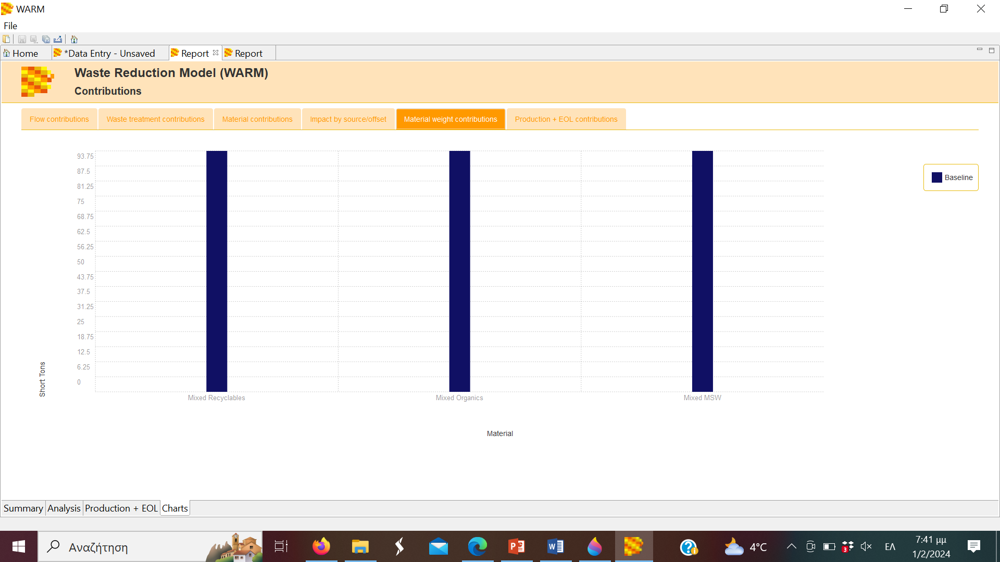 WARM
File
Home
*Data Entry - Unsaved
Report
Report
Waste Reduction Model (WARM)
Contributions
Flow contributions
Waste treatment contributions
Material contributions
Impact by source/offset
Material weight contributions
Production + EOL contributions
93.75
87.5
81.25
75
68.75
62.5
56.25
50
43.75
37.5
31.25
25
18.75
12.5
6.25
0
Short Tons
Baseline
Mixed Recyclables
Mixed Organics
Mixed MSW
Material
Summary
Analysis
Production + EOL
Charts
Αναζήτηση
4°C
3
ΕΛ
7:41 μμ
1/2/2024